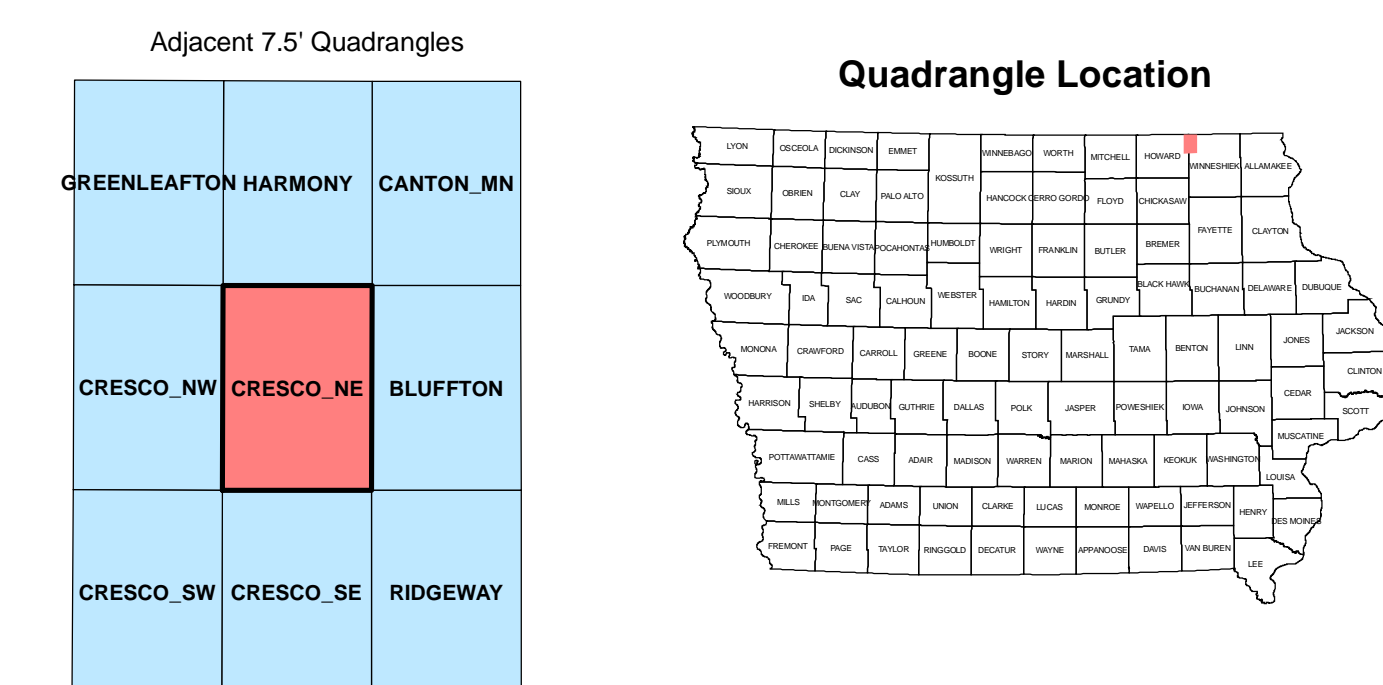 Adjacent 7.5' Quadrangles
GREENLEAFTON HARMONY CANTON_MN
CRESCO_NW CRESCO_NE BLUFFTON
CRESCO_SW CRESCO_SE RIDGEWAY
Quadrangle Location
LYON OSCEOLA DICKINSON EMMET WINNEBAGO WORTH MITCHELL HOWARD WINNESHIEK ALLAMAKEE
KOSSUTH
SIOUX OBRIEN CLAY PALO ALTO HANCOCK CERRO GORDO FLOYD CHICKASAW
FAYETTE CLAYTON
PLYMOUTH CHEROKEE BUENA VISTA POCAHONTAS HUMBOLDT WRIGHT FRANKLIN BUTLER BREMER
WOODBURY IDA SAC CALHOUN WEBSTER HAMILTON HARDIN GRUNDY BLACK HAWK BUCHANAN DELAWARE DUBUQUE
MONONA CRAWFORD CARROLL GREENE BOONE STORY MARSHALL TAMA BENTON LINN JONES JACKSON
CLINTON
HARRISON SHELBY AUDUBON GUTHRIE DALLAS POLK JASPER POWESHIEK IOWA JOHNSON CEDAR SCOTT
MUSCATINE
POTTAWATTAMIE CASS ADAIR MADISON WARREN MARION MAHASKA KEOKUK WASHINGTON
LOUISA
MILLS MONTGOMERY ADAMS UNION CLARKE LUCAS MONROE WAPELLO JEFFERSON HENRY DES MOINES
FREMONT PAGE TAYLOR RINGGOLD DECATUR WAYNE APPANOOSE DAVIS VAN BUREN
LEE